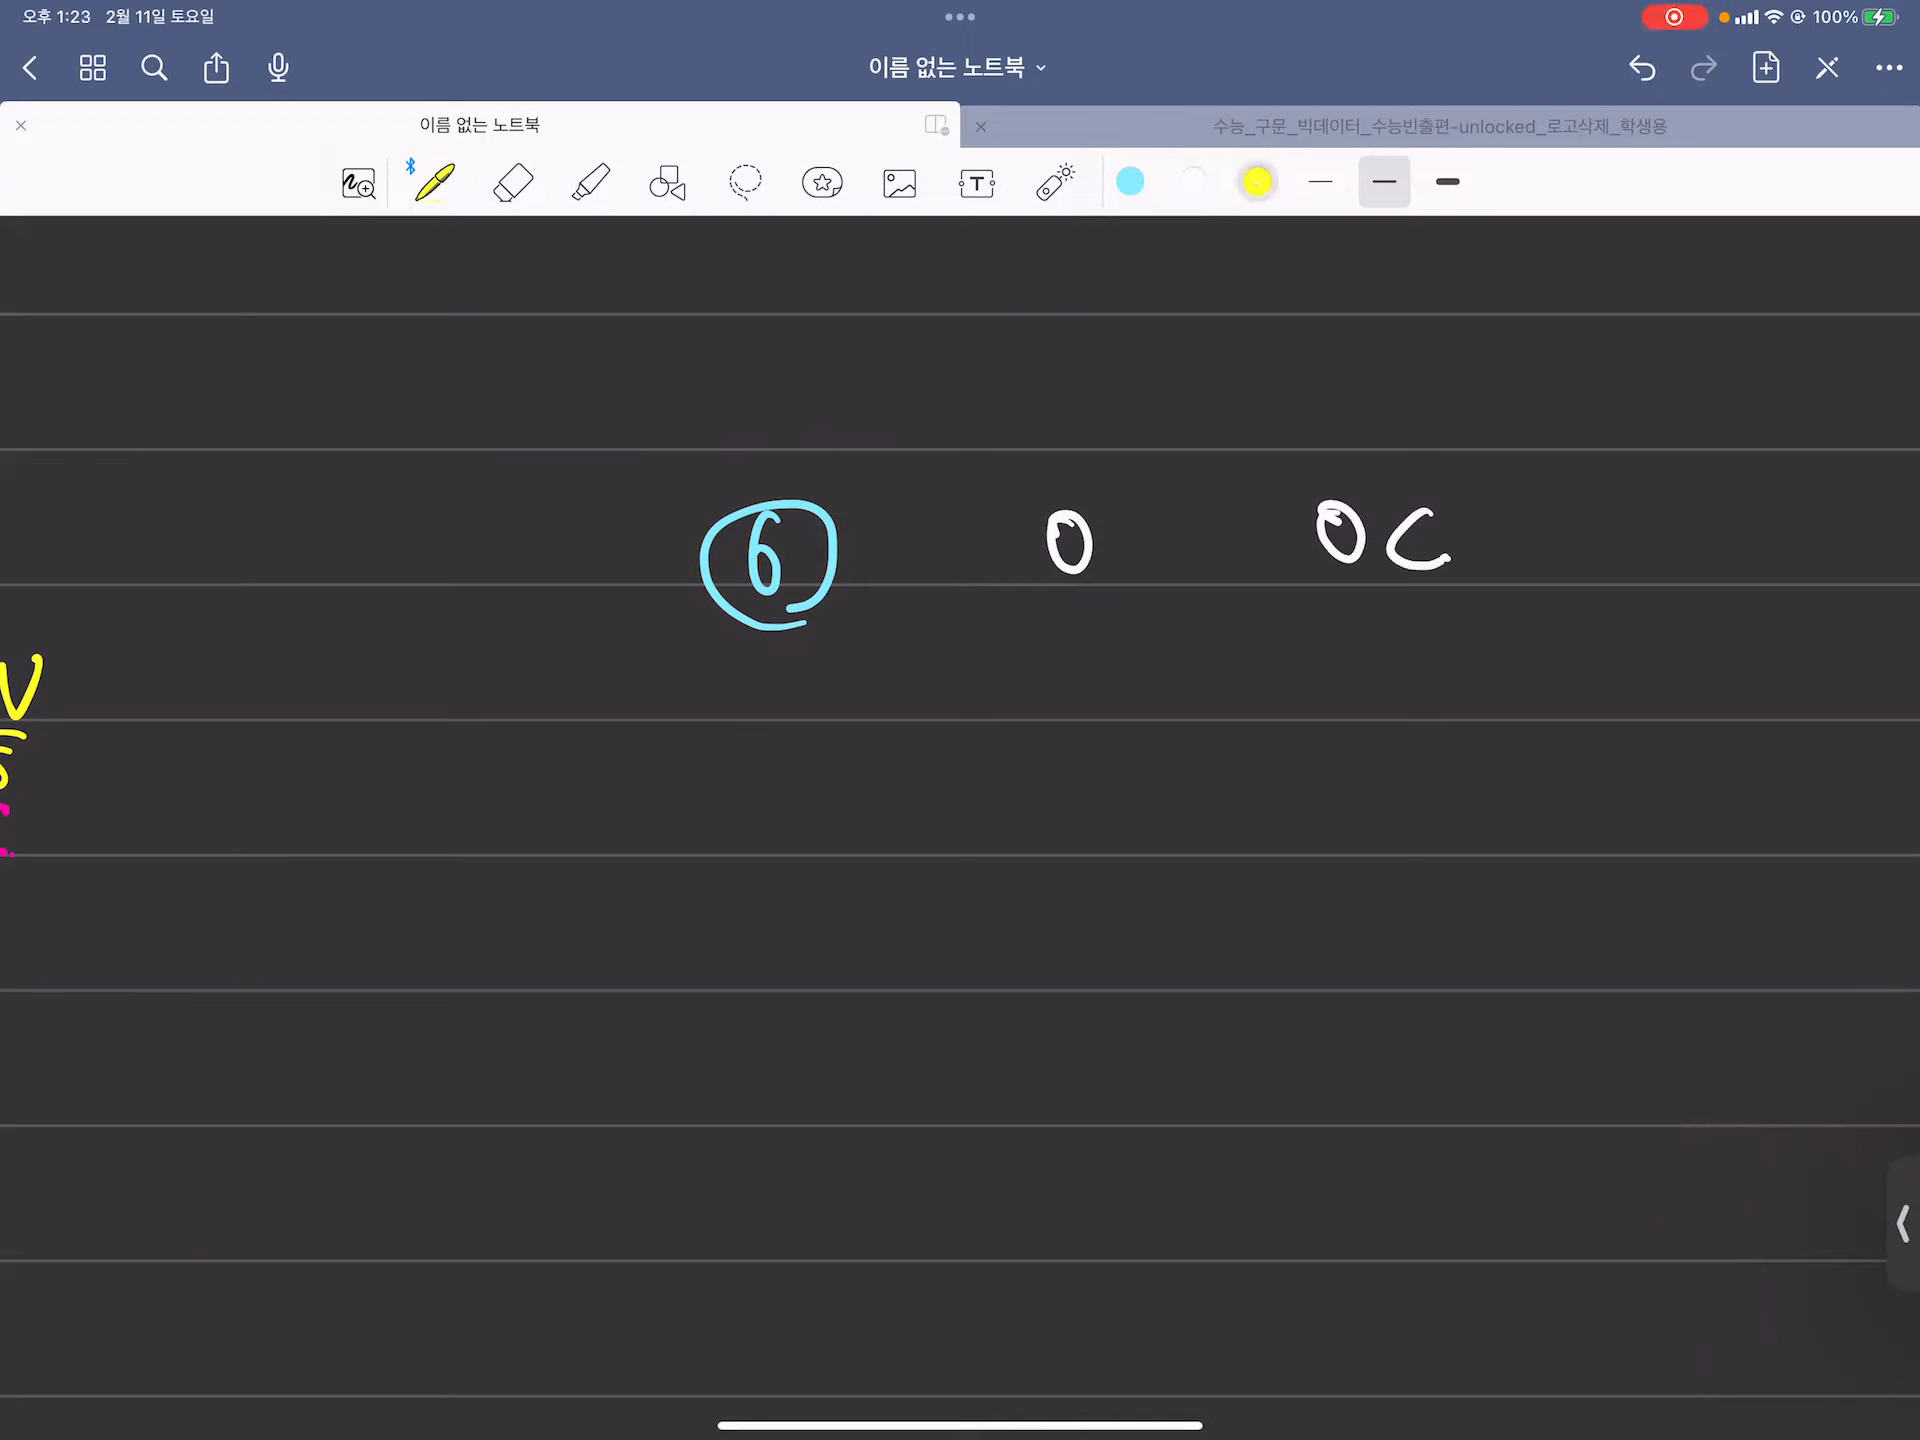 오후 1:23 2월 11일 토요일
100%
이름 없는 노트북
이름 없는 노트북
수능_구문_빅데이터_수능빈출편-unlocked_로고삭제_학생용
T
6 O OC
V